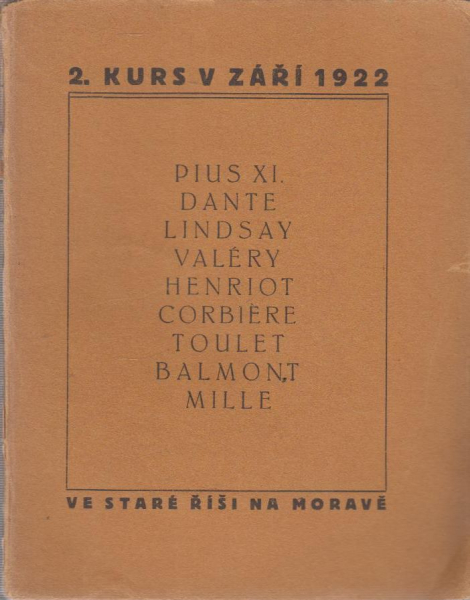 2. KURS V ZÁŘÍ 1922
PIUS XI.
DANTE
LINDSAY
VALÉRY
HENRIOT
CORBIÈRE
TOULET
BALMONT
MILLE
VE STARÉ ŘÍŠI NA MORAVĚ